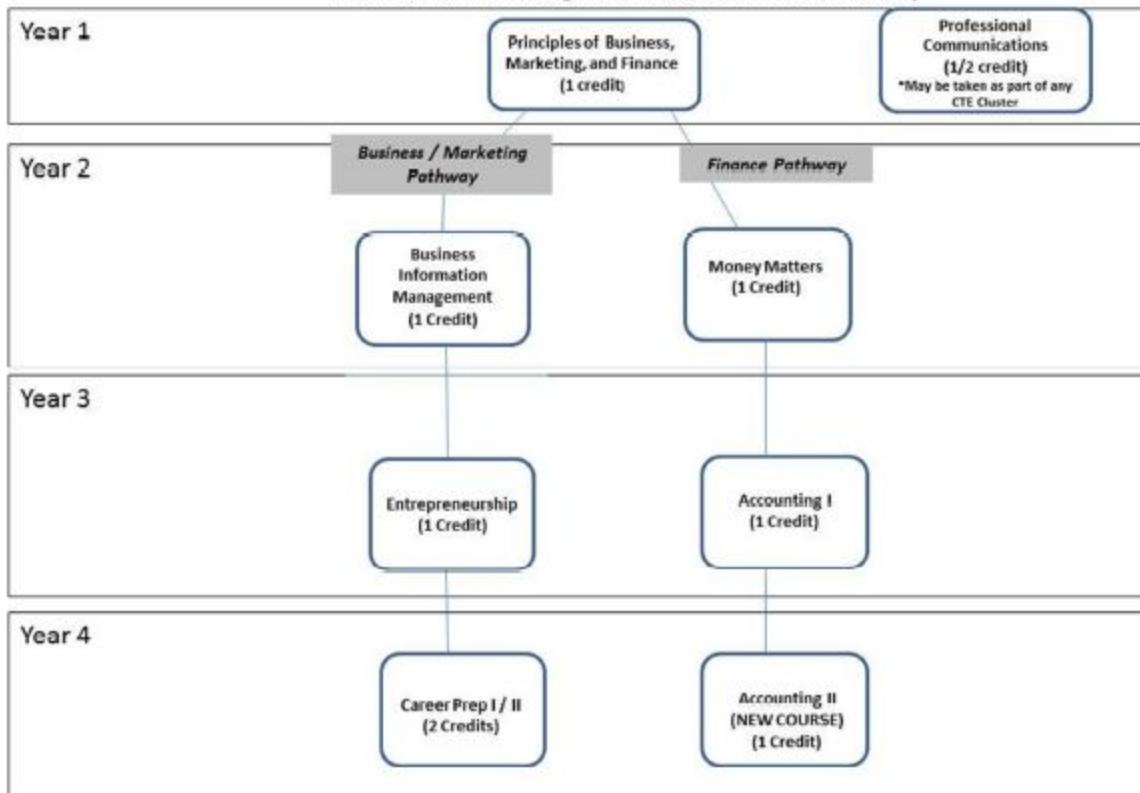 Year 1
Principles of Business,
Marketing, and Finance
(1 credit)
Professional
Communications
(1/2 credit)
*May be taken as part of any
CTE Cluster
Year 2
Business / Marketing
Pathway
Finance Pathway
Business
Information
Management
(1 Credit)
Money Matters
(1 Credit)
Year 3
Entrepreneurship
(1 Credit)
Accounting I
(1 Credit)
Year 4
Career Prep I / II
(2 Credits)
Accounting II
(NEW COURSE)
(1 Credit)